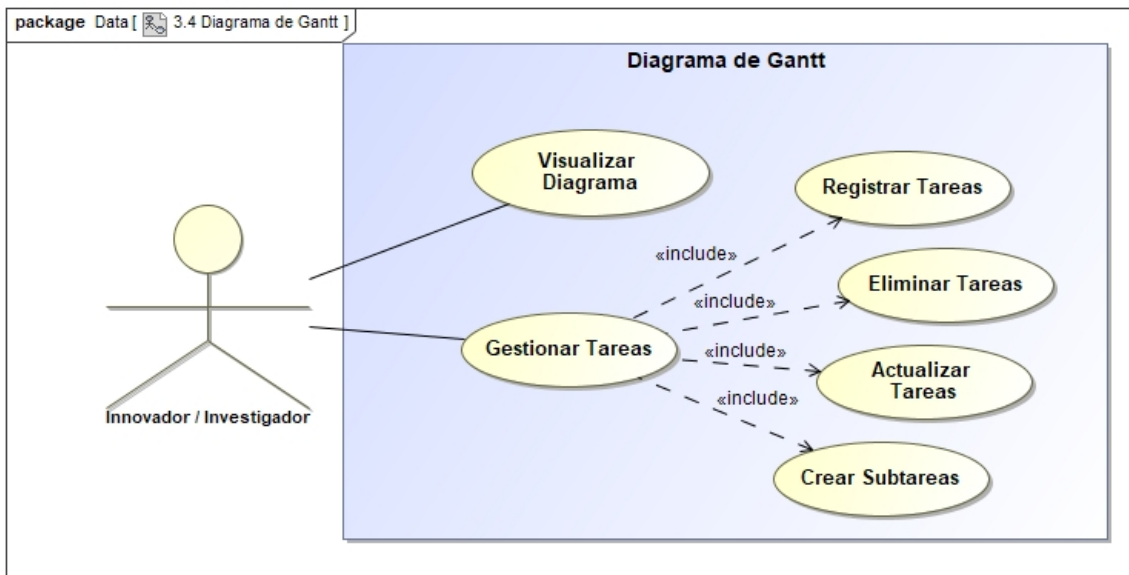 package Data [ 3.4 Diagrama de Gantt ]
Diagrama de Gantt
Visualizar
Diagrama
Registrar Tareas
«include»
Eliminar Tareas
«include»
Gestionar Tareas
«include»
Actualizar
Tareas
«include»
Innovador / Investigador
Crear Subtareas